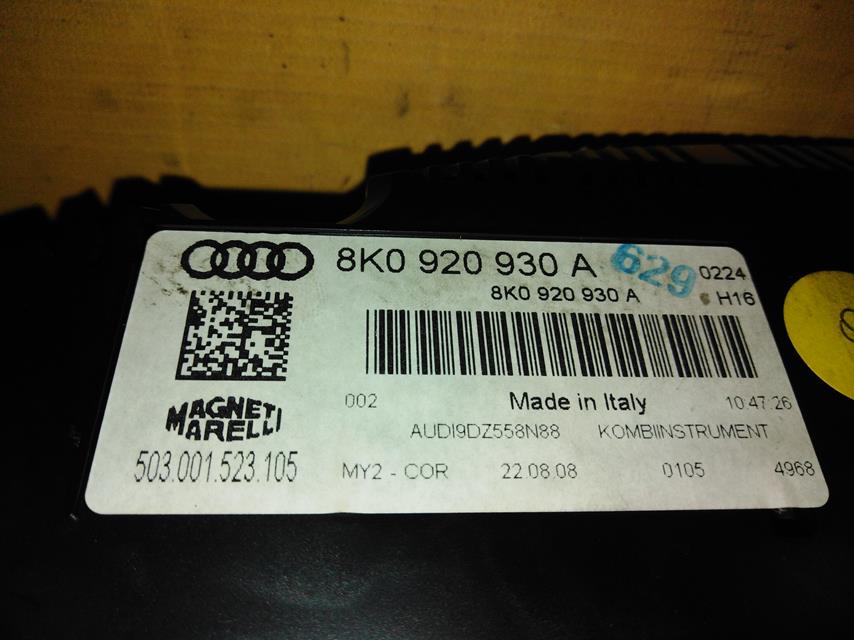 8K0 920 930 A 629 0224
8K0 920 930 A H16
002 Made in Italy 10:47:26
MAGNETI
MARELLI
AUDI9DZ558N88 KOMBIINSTRUMENT
503.001.523.105
MY2 - COR 22.08.08 0105 4968